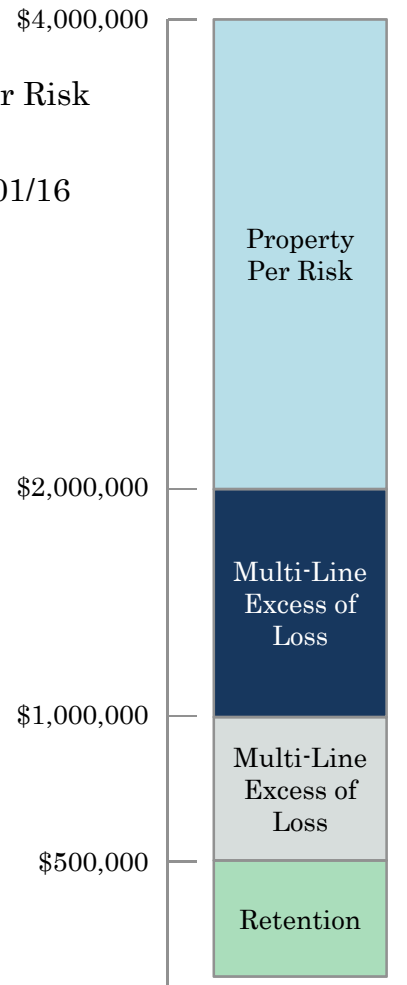 $4,000,000
r Risk
01/16
Property
Per Risk
$2,000,000
Multi-Line
Excess of
Loss
$1,000,000
Multi-Line
Excess of
Loss
$500,000
Retention